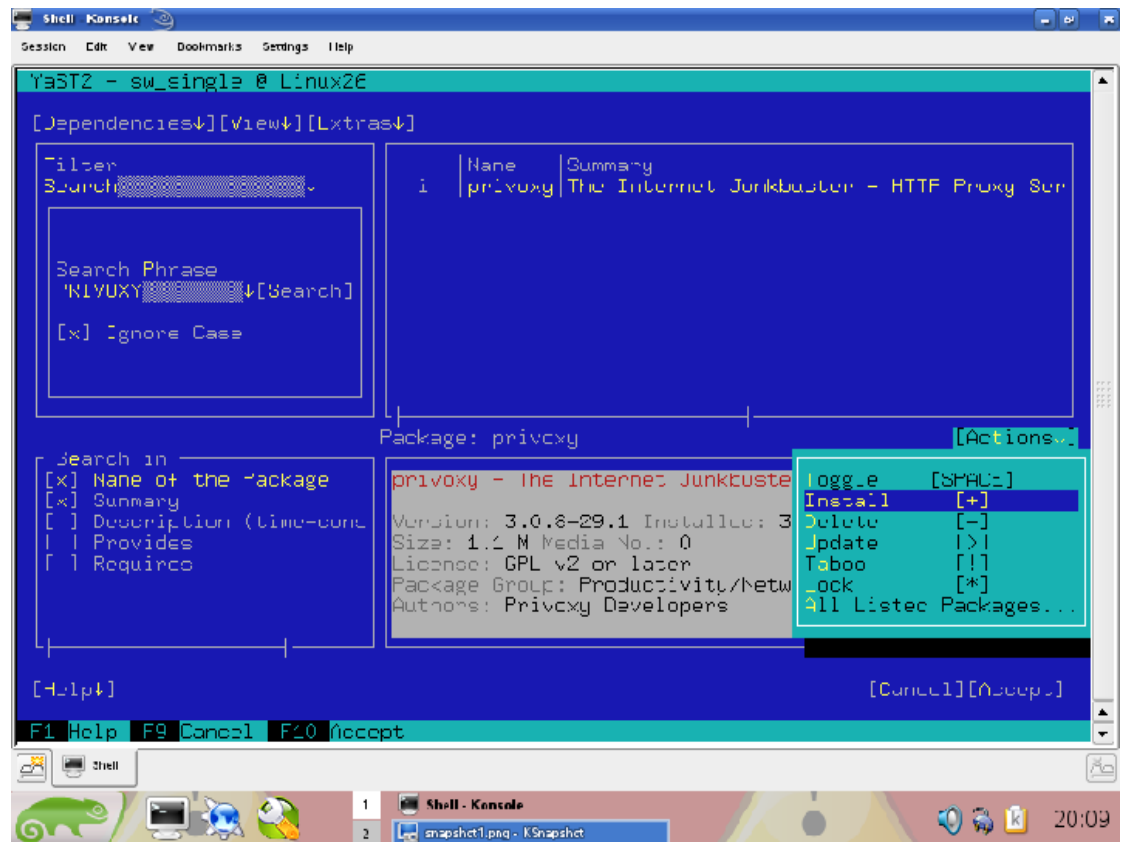 Shell - Konsole
Session Edit View Bookmarks Settings Help
YaST2 - sw_single @ Linux26
[Dependencies↓][View↓][Extras↓]
Filter
Search
Search Phrase
PRIVOXY ↓[Search]
[x] Ignore Case
Name Summary
i privoxy The Internet Junkbuster - HTTP Proxy Ser
Package: privoxy
[Actions↓]
Search in
[x] Name of the Package
[x] Summary
[ ] Description (time-cons
[ ] Provides
[ ] Requires
privoxy - The Internet Junkbuste
Version: 3.0.8-29.1 Installed: 3
Size: 1.1 M Media No.: 0
License: GPL v2 or later
Package Group: Productivity/Netw
Authors: Privoxy Developers
Toggle [SPACE]
Install [+]
Delete [-]
Update [>]
Taboo [!]
Lock [*]
All Listed Packages...
[Help↓]
[Cancel][Accept]
F1 Help F9 Cancel F10 Accept
Shell
1
2
Shell - Konsole
snapshot1.png - KSnapshot
20:09